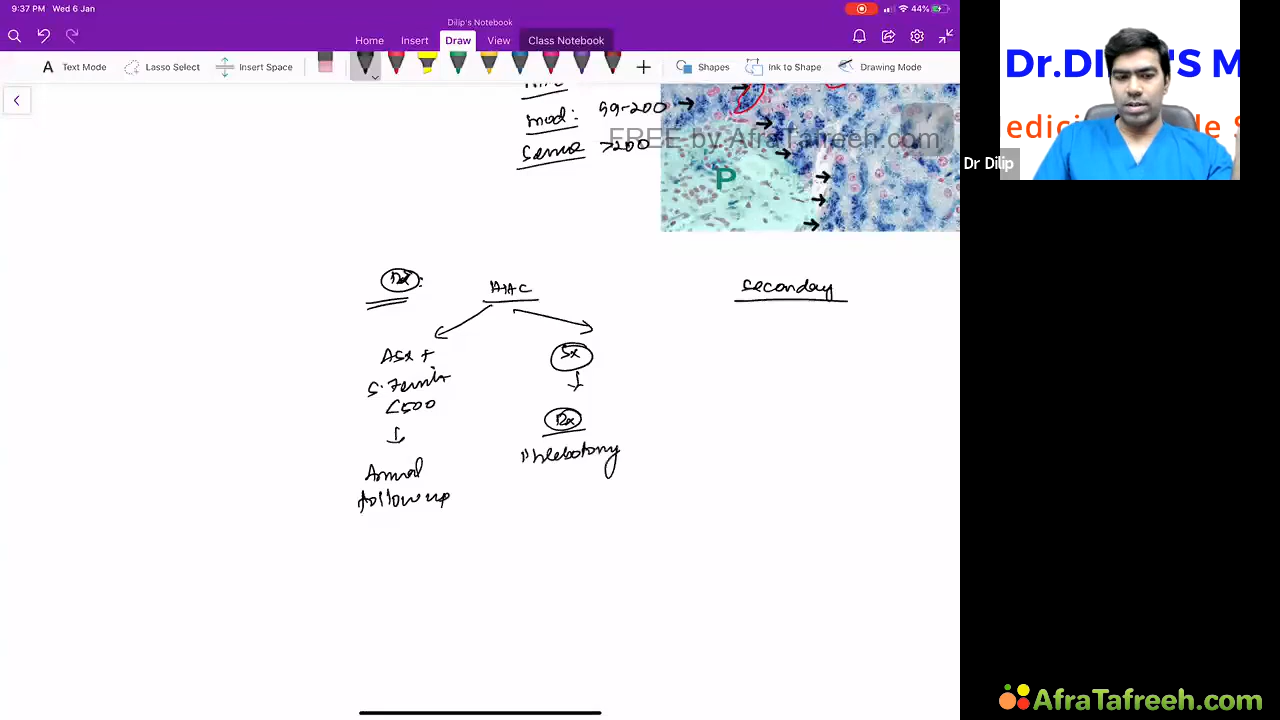 9:37 PM Wed 6 Jan
44%
Dilip's Notebook
Home Insert Draw View Class Notebook
Text Mode Lasso Select Insert Space Shapes Ink to Shape Drawing Mode
mod: 99-200
>200
FREE by AfraTafreeh.com
P
Dr.DI 'S M
edici le S
Dr Dilip
Rx: HHC seconday
ASx +
S. Ferritin
<500
Sx
Rx
Phlebotomy
Annual
follow up
AfraTafreeh.com